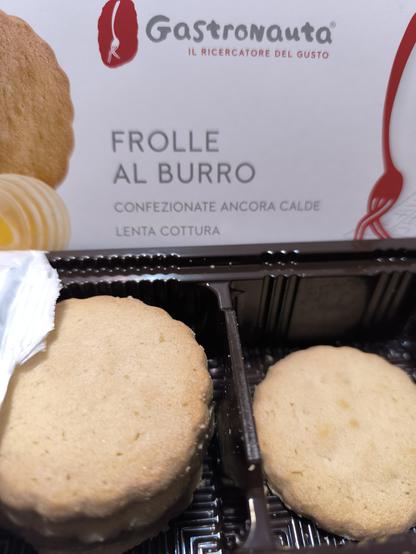 Gastronauta®
IL RICERCATORE DEL GUSTO
FROLLE
AL BURRO
CONFEZIONATE ANCORA CALDE
LENTA COTTURA